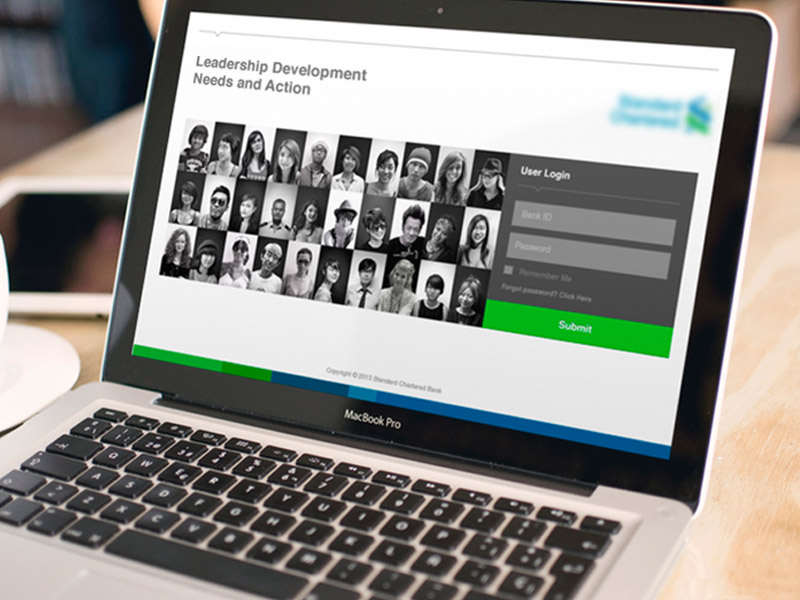 Leadership Development
Needs and Action
Standard
Chartered
User Login
Bank ID
Password
Remember Me
Forgot password? Click Here
Submit
Copyright © 2013 Standard Chartered Bank
MacBook Pro
Q W E R T Y U I O P
A S D F G H J K L
Z X C V B N M